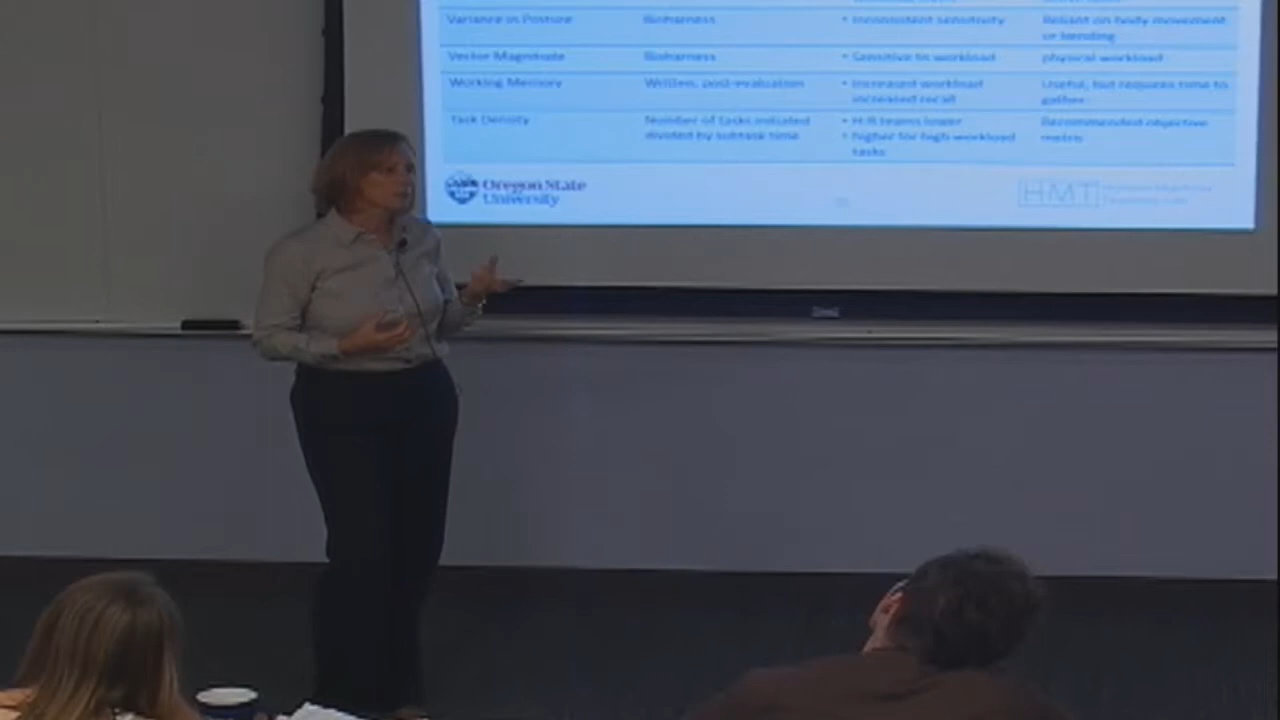 Variance in Posture
Bioharness
• Inconsistent sensitivity
Reliant on body movement
or bending
Vector Magnitude
Bioharness
• Sensitive to workload
physical workload
Working Memory
Written, post-evaluation
• Increased workload
increased recall
Useful, but requires time to
gather
Task Density
Number of tasks initiated
divided by subtask time
• H-R teams lower
• higher for high workload
tasks
Recommended objective
metric
Oregon State
University
HMT